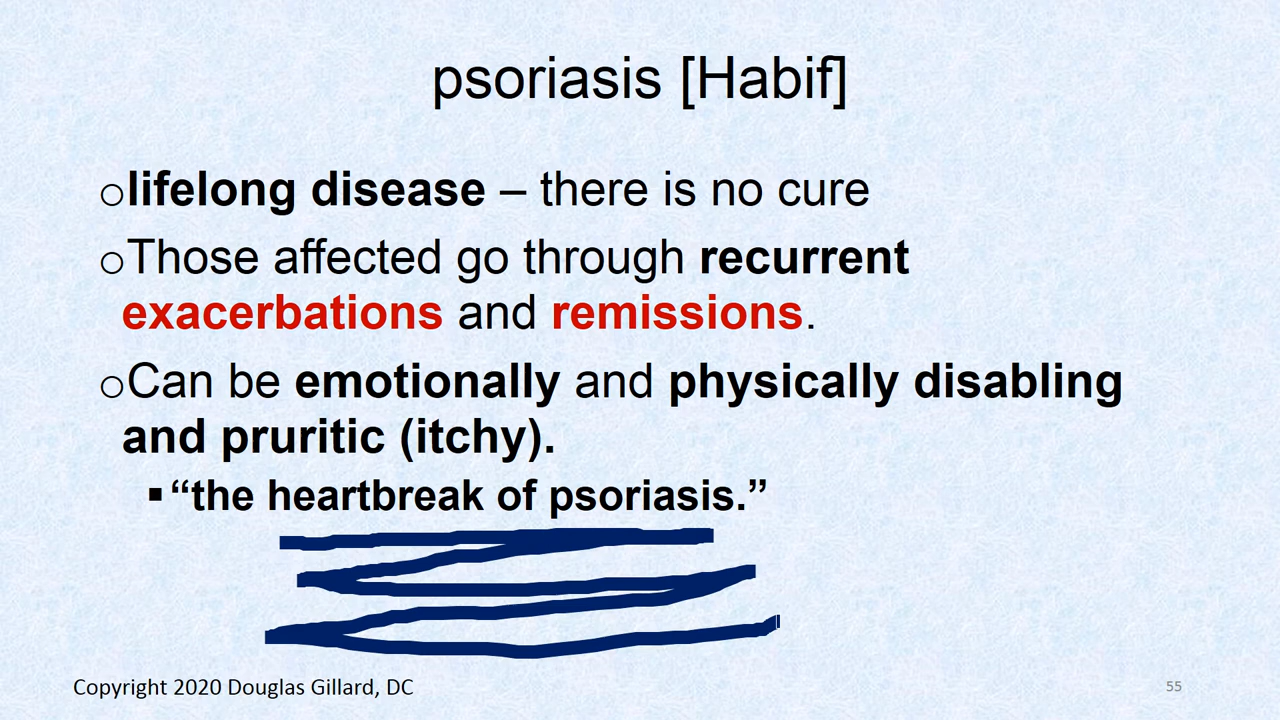 psoriasis [Habif]
○lifelong disease – there is no cure
○Those affected go through recurrent
exacerbations and remissions.
○Can be emotionally and physically disabling
and pruritic (itchy).
▪“the heartbreak of psoriasis.”
Copyright 2020 Douglas Gillard, DC
55